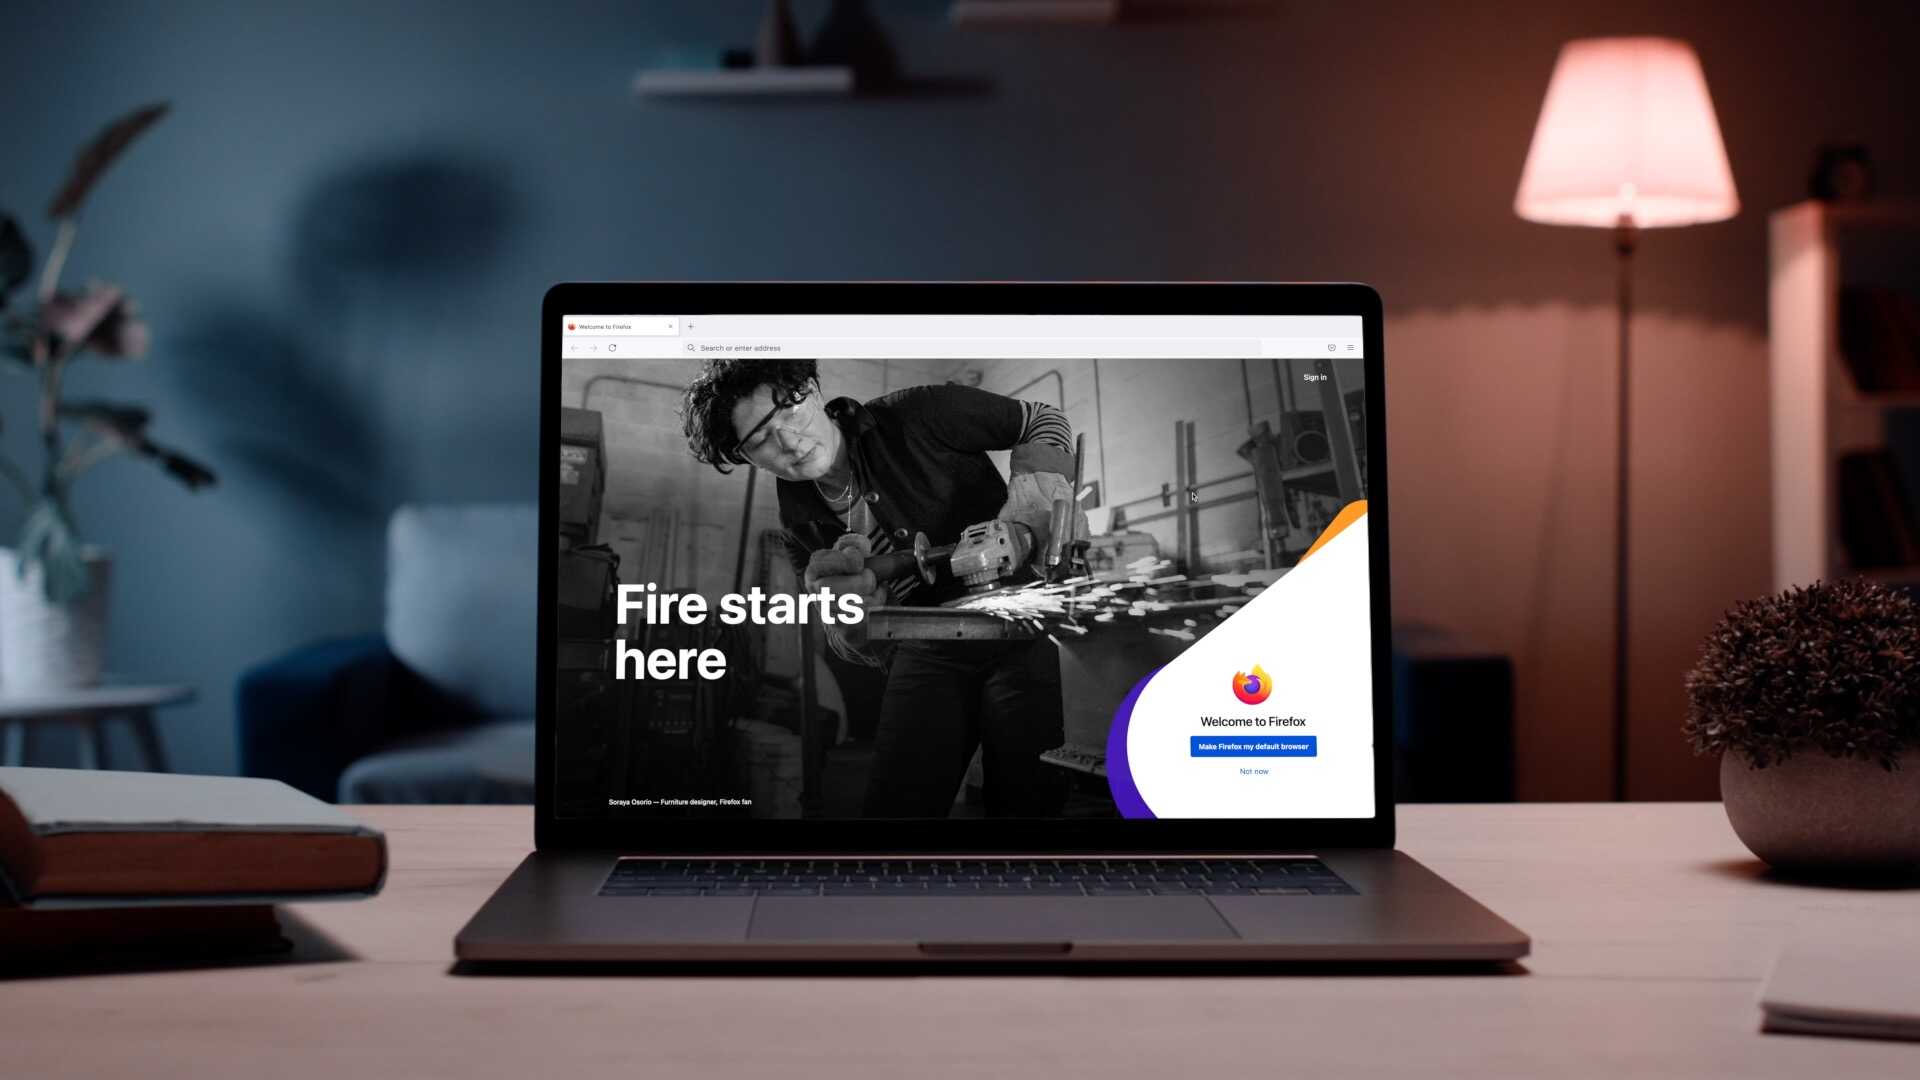 Welcome to Firefox
Search or enter address
Sign in
Fire starts
here
Welcome to Firefox
Make Firefox my default browser
Not now
Soraya Osorio — Furniture designer, Firefox fan